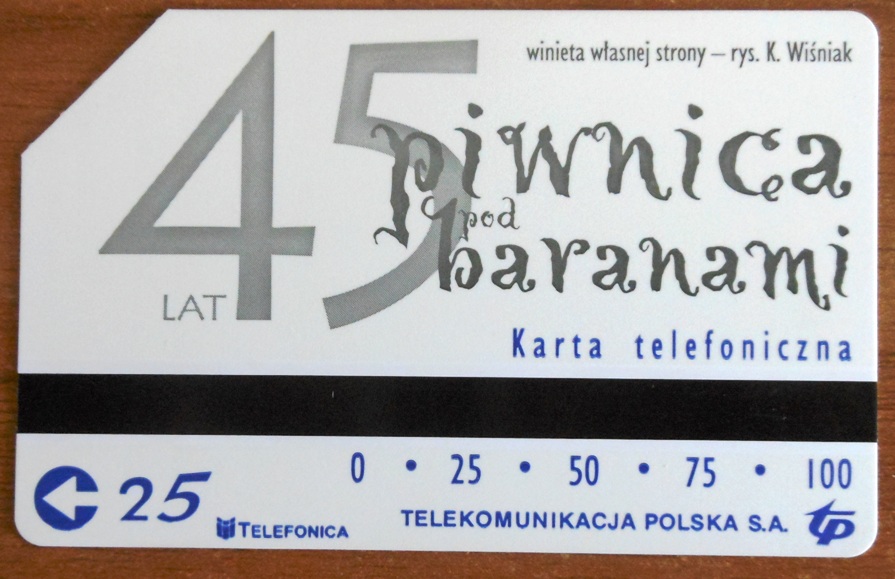 winieta własnej strony – rys. K. Wiśniak
45
LAT
piwnica
pod
baranami
Karta telefoniczna
0 • 25 • 50 • 75 • 100
25
TELEFONICA
TELEKOMUNIKACJA POLSKA S.A. tp